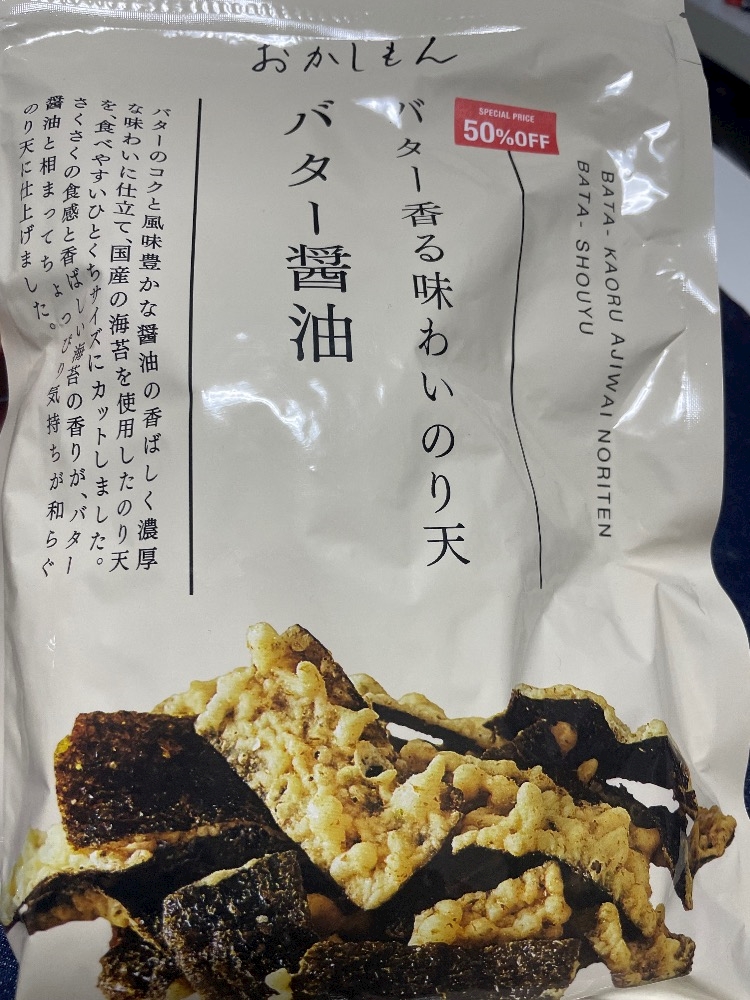 おかしもん
SPECIAL PRICE
50%OFF
BATA- KAORU AJIWAI NORITEN
BATA- SHOUYU
バター香る味わいのり天
バター醤油
バターのコクと風味豊かな醤油の香ばしく濃厚
な味わいに仕立て、国産の海苔を使用したのり天
を、食べやすいひとくちサイズにカットしました。
さくさくの食感と香ばしい海苔の香りが、バター
醤油と相まってちょっぴり気持ちが和らぐ
のり天に仕上げました。